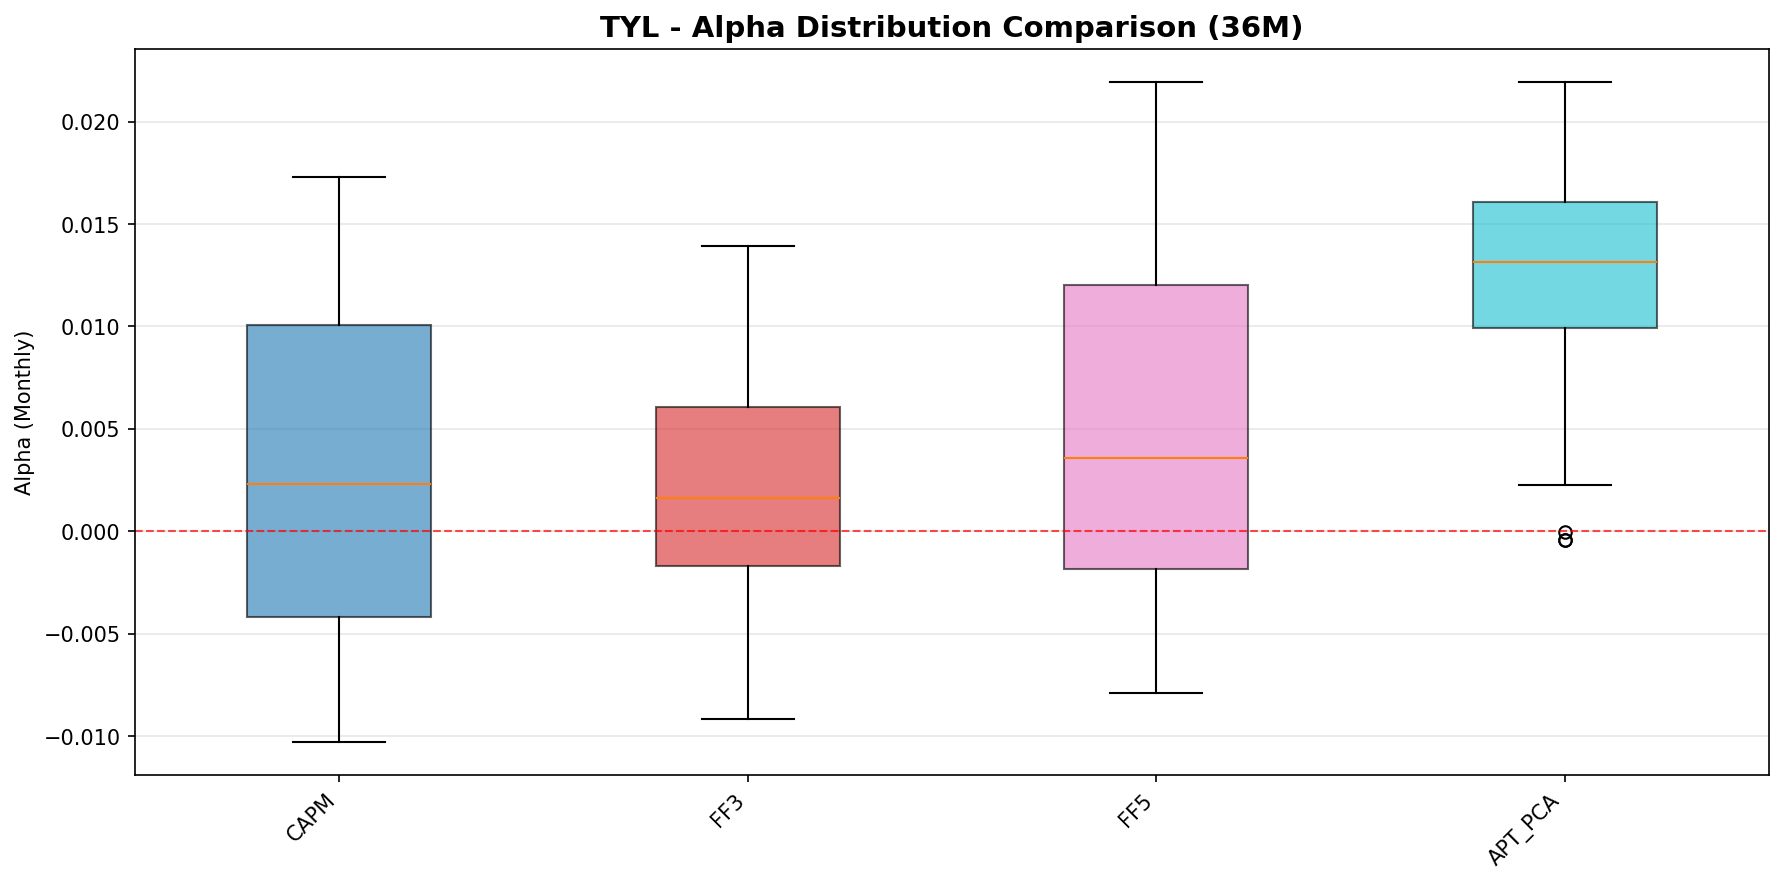 TYL - Alpha Distribution Comparison (36M)
Alpha (Monthly)
0.020
0.015
0.010
0.005
0.000
−0.005
−0.010
CAPM
FF3
FF5
APT_PCA